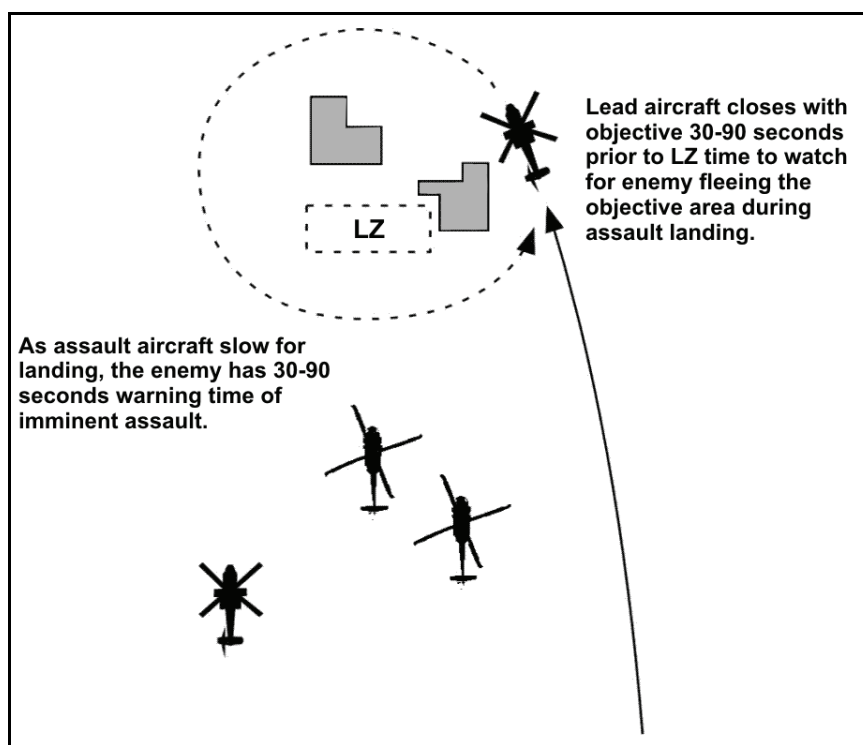 Lead aircraft closes with
objective 30-90 seconds
prior to LZ time to watch
for enemy fleeing the
objective area during
assault landing.
LZ
As assault aircraft slow for
landing, the enemy has 30-90
seconds warning time of
imminent assault.